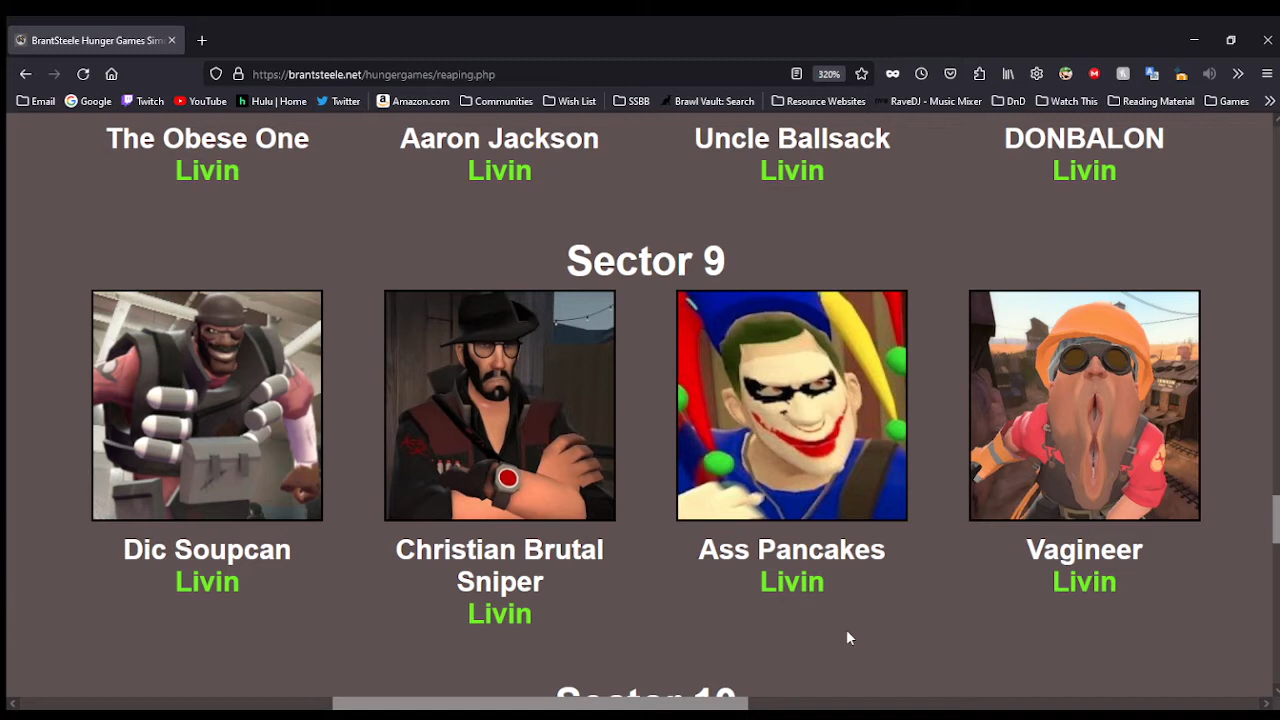 BrantSteele Hunger Games Sim
https://brantsteele.net/hungergames/reaping.php
320%
Email Google Twitch YouTube Hulu | Home Twitter Amazon.com Communities Wish List SSBB Brawl Vault: Search Resource Websites RaveDJ - Music Mixer DnD Watch This Reading Material Games
The Obese One Aaron Jackson Uncle Ballsack DONBALON
Livin Livin Livin Livin
Sector 9
Dic Soupcan Christian Brutal Ass Pancakes Vagineer
Livin Sniper Livin Livin
Livin
Sector 10